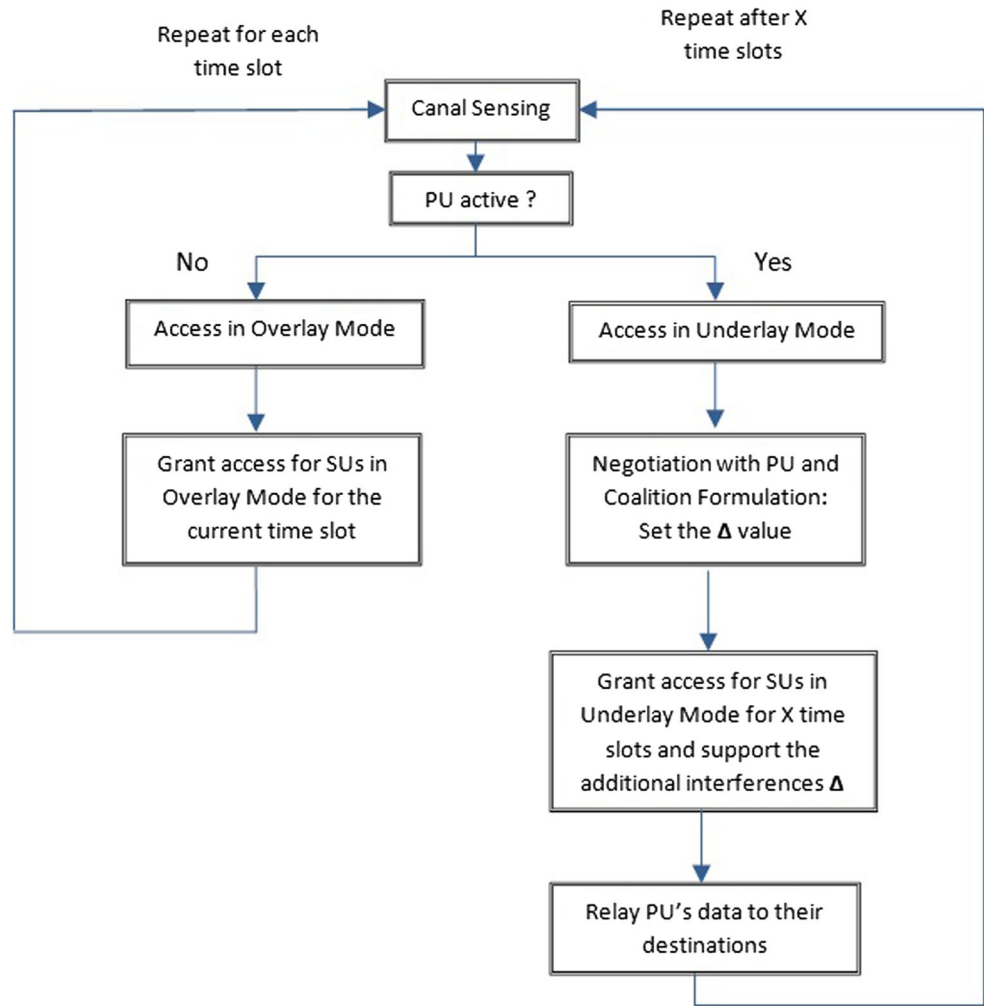 Repeat for each
time slot
Repeat after X
time slots
Canal Sensing
PU active ?
No
Yes
Access in Overlay Mode
Access in Underlay Mode
Grant access for SUs in
Overlay Mode for the
current time slot
Negotiation with PU and
Coalition Formulation:
Set the Δ value
Grant access for SUs in
Underlay Mode for X time
slots and support the
additional interferences Δ
Relay PU’s data to their
destinations